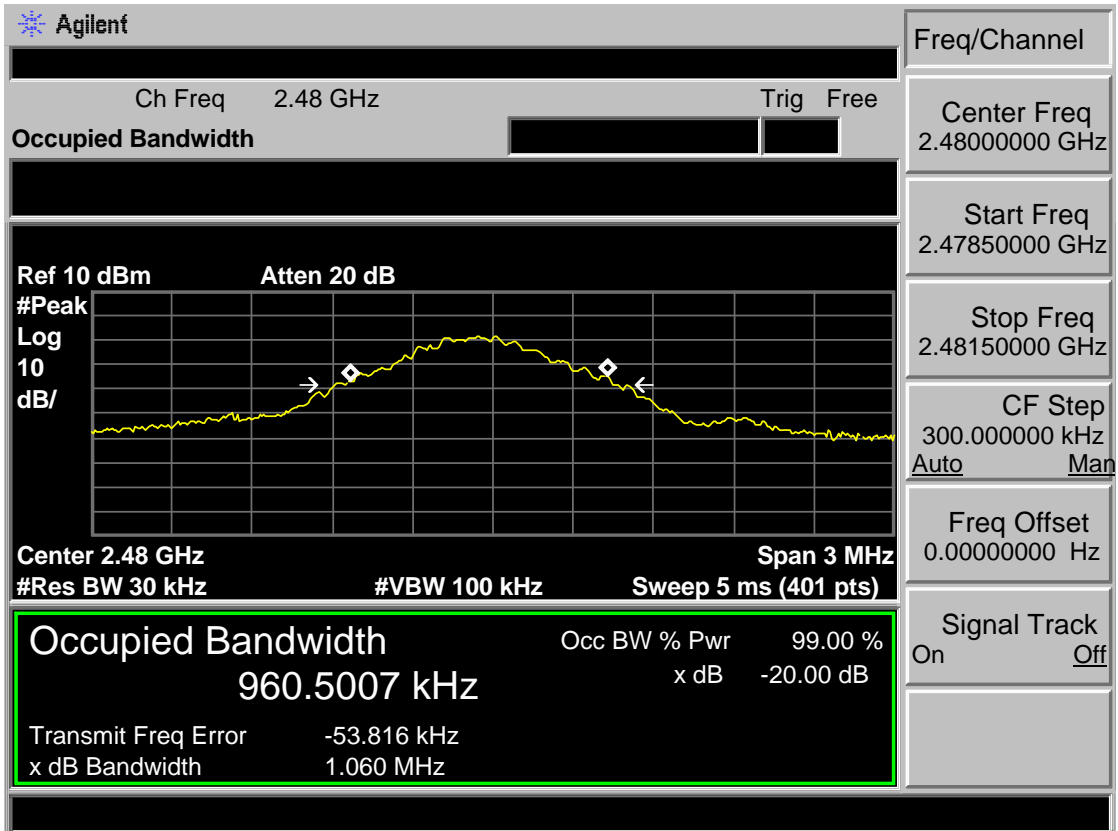 Agilent
Freq/Channel
Ch Freq 2.48 GHz Trig Free
Occupied Bandwidth
Center Freq
2.48000000 GHz
Start Freq
2.47850000 GHz
Stop Freq
2.48150000 GHz
CF Step
300.000000 kHz
Auto Man
Freq Offset
0.00000000 Hz
Signal Track
On Off
Ref 10 dBm Atten 20 dB
#Peak
Log
10
dB/
Center 2.48 GHz Span 3 MHz
#Res BW 30 kHz #VBW 100 kHz Sweep 5 ms (401 pts)
Occupied Bandwidth
960.5007 kHz
Occ BW % Pwr 99.00 %
x dB -20.00 dB
Transmit Freq Error -53.816 kHz
x dB Bandwidth 1.060 MHz